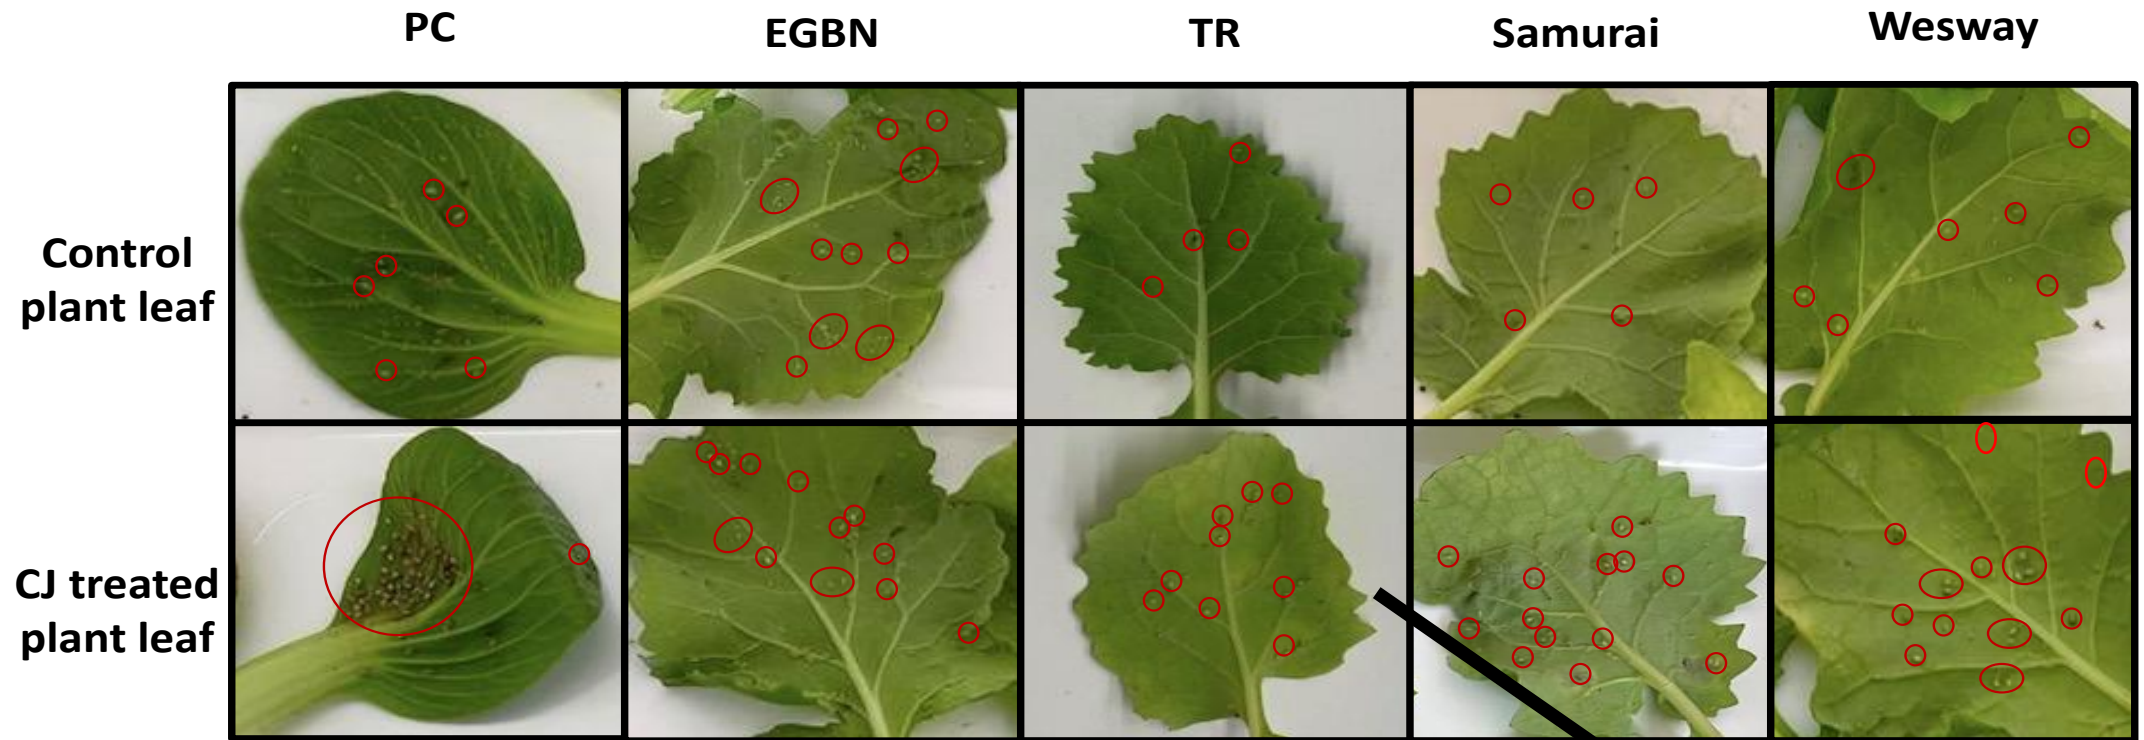 PC EGBN TR Samurai Wesway
Control
plant leaf
CJ treated
plant leaf